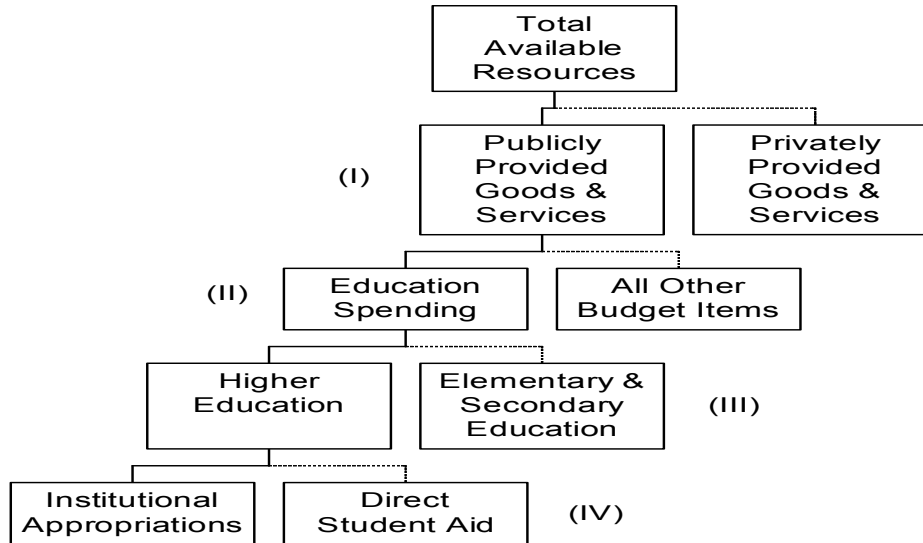 Total
Available
Resources
(I)
Publicly
Provided
Goods &
Services
Privately
Provided
Goods &
Services
(II)
Education
Spending
All Other
Budget Items
Higher
Education
Elementary &
Secondary
Education
(III)
Institutional
Appropriations
Direct
Student Aid
(IV)